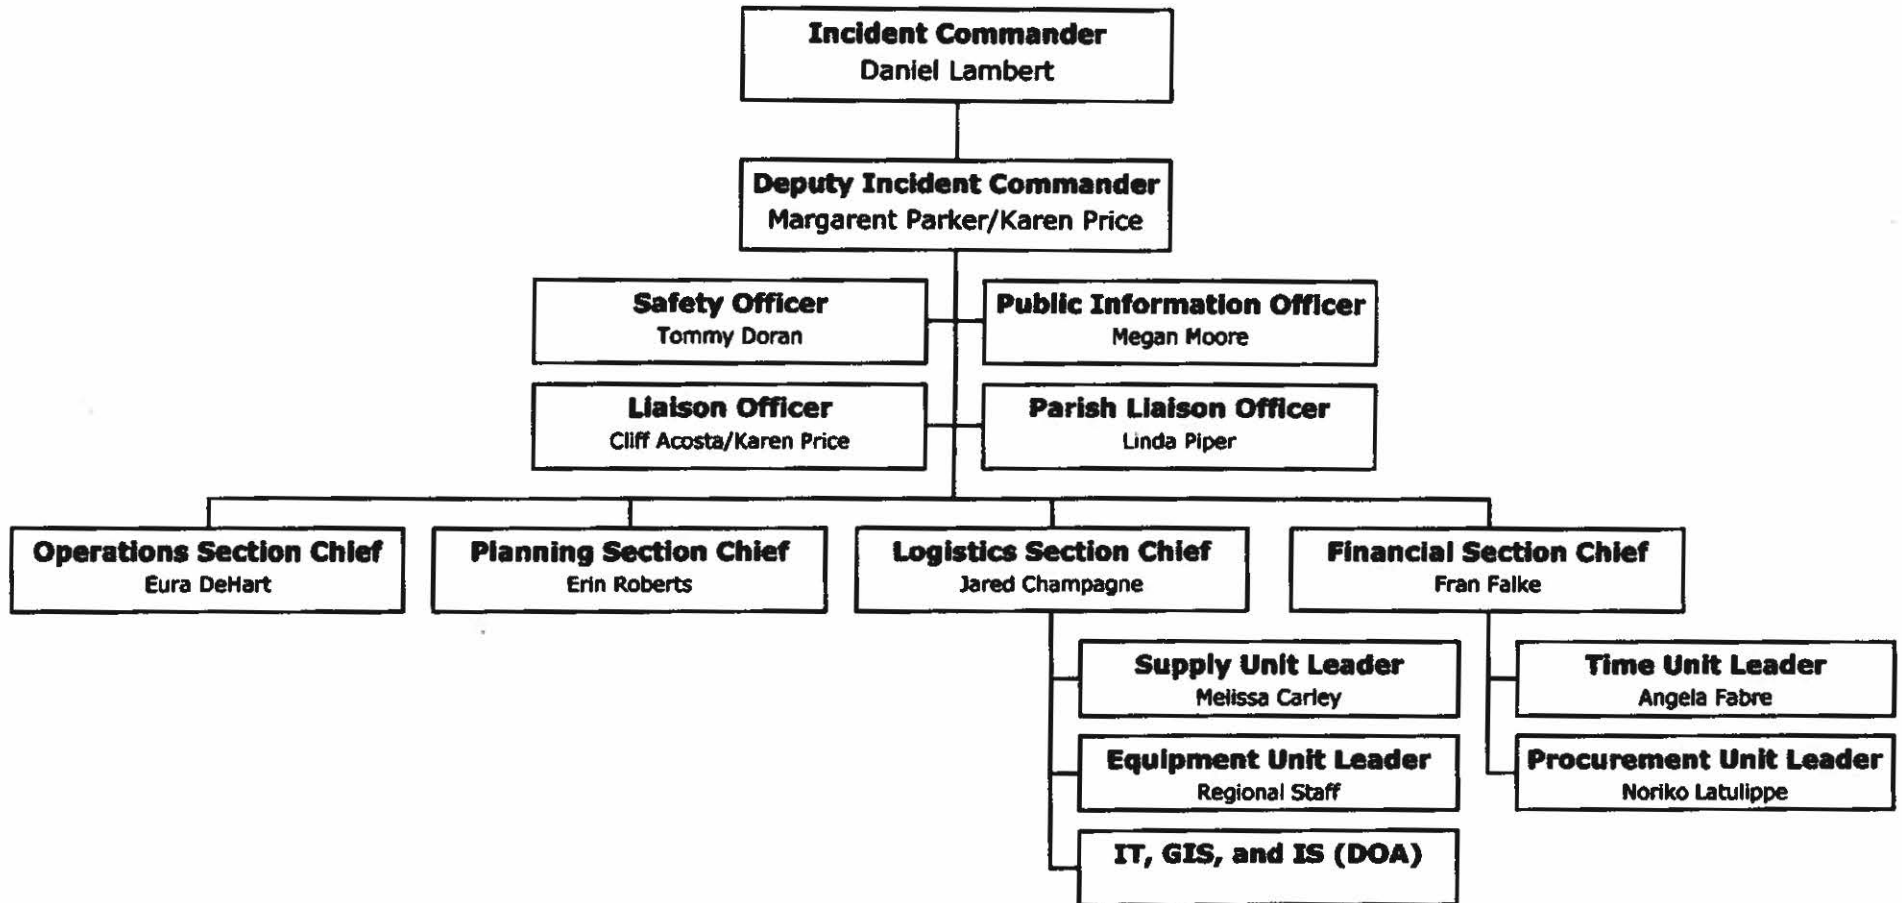 Incident Commander
Daniel Lambert
Deputy Incident Commander
Margarent Parker/Karen Price
Safety Officer
Tommy Doran
Public Information Officer
Megan Moore
Liaison Officer
Cliff Acosta/Karen Price
Parish Liaison Officer
Linda Piper
Operations Section Chief
Eura DeHart
Planning Section Chief
Erin Roberts
Logistics Section Chief
Jared Champagne
Financial Section Chief
Fran Falke
Supply Unit Leader
Melissa Carley
Time Unit Leader
Angela Fabre
Equipment Unit Leader
Regional Staff
Procurement Unit Leader
Noriko Latulippe
IT, GIS, and IS (DOA)